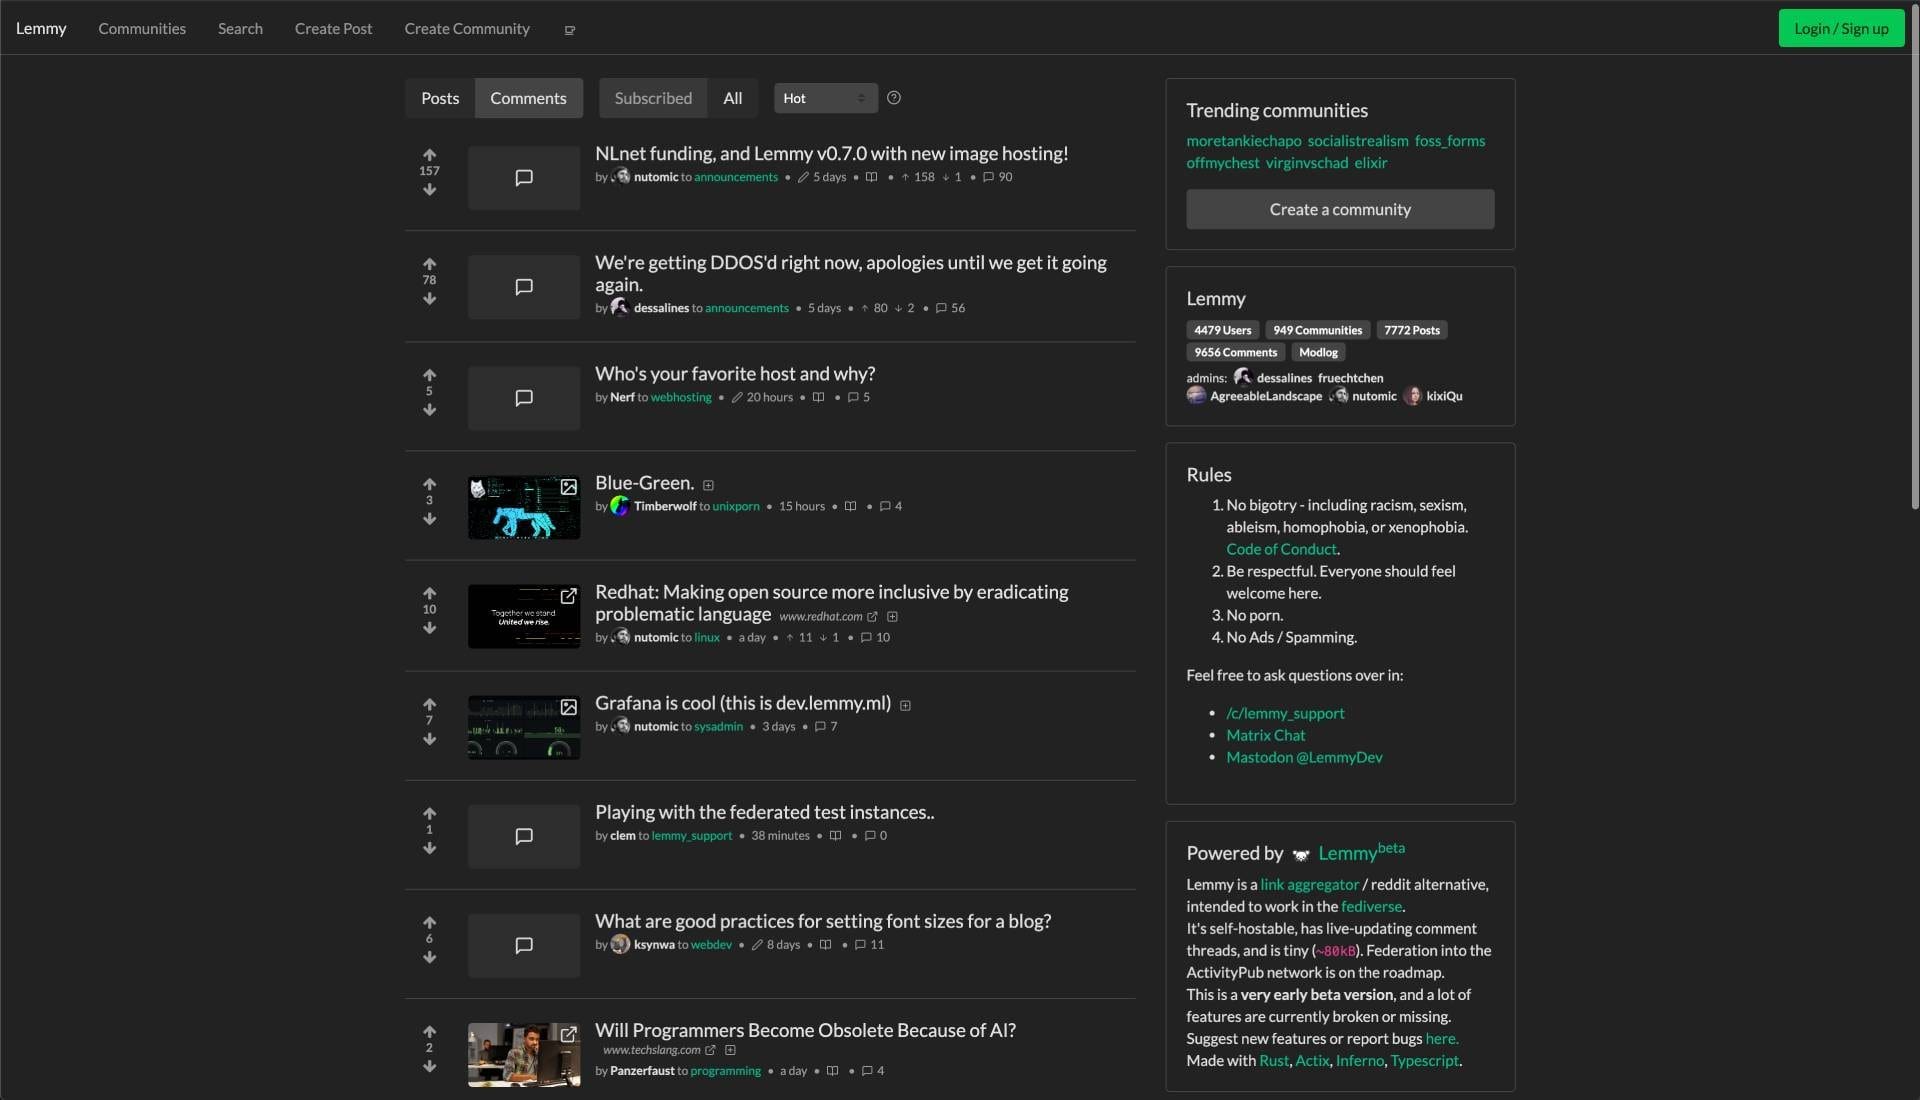 Lemmy Communities Search Create Post Create Community Login / Sign up
Posts Comments Subscribed All Hot
157
NLnet funding, and Lemmy v0.7.0 with new image hosting!
by nutomic to announcements • 5 days • • 158 1 • 90
78
We're getting DDOS'd right now, apologies until we get it going
again.
by dessalines to announcements • 5 days • 80 2 • 56
5
Who's your favorite host and why?
by Nerf to webhosting • 20 hours • • 5
3
Blue-Green.
by Timberwolf to unixporn • 15 hours • • 4
10
Together we stand.
United we rise.
Redhat: Making open source more inclusive by eradicating
problematic language www.redhat.com
by nutomic to linux • a day • 11 1 • 10
7
Grafana is cool (this is dev.lemmy.ml)
by nutomic to sysadmin • 3 days • 7
1
Playing with the federated test instances..
by clem to lemmy_support • 38 minutes • • 0
6
What are good practices for setting font sizes for a blog?
by ksynwa to webdev • 8 days • • 11
2
Will Programmers Become Obsolete Because of AI?
www.techslang.com
by Panzerfaust to programming • a day • • 4
Trending communities
moretankiechapo socialistrealism foss_forms
offmychest virginvschad elixir
Create a community
Lemmy
4479 Users 949 Communities 7772 Posts
9656 Comments Modlog
admins: dessalines fruechtchen
AgreeableLandscape nutomic kixiQu
Rules
1. No bigotry - including racism, sexism,
ableism, homophobia, or xenophobia.
Code of Conduct.
2. Be respectful. Everyone should feel
welcome here.
3. No porn.
4. No Ads / Spamming.
Feel free to ask questions over in:
• /c/lemmy_support
• Matrix Chat
• Mastodon @LemmyDev
Powered by Lemmy beta
Lemmy is a link aggregator / reddit alternative,
intended to work in the fediverse.
It's self-hostable, has live-updating comment
threads, and is tiny (~80kB). Federation into the
ActivityPub network is on the roadmap.
This is a very early beta version, and a lot of
features are currently broken or missing.
Suggest new features or report bugs here.
Made with Rust, Actix, Inferno, Typescript.